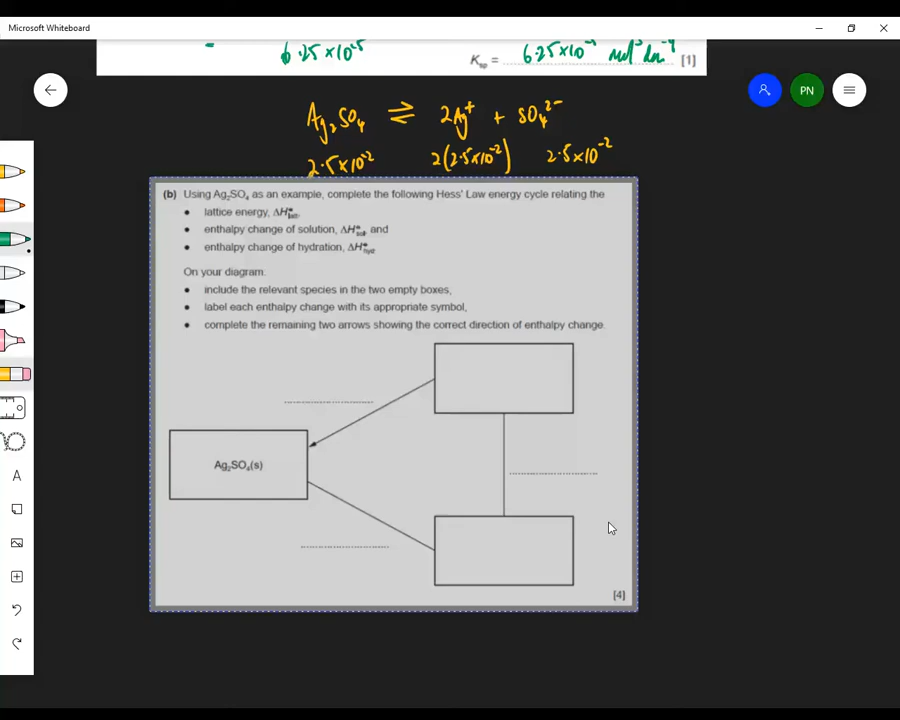 Microsoft Whiteboard
= 6.25×10⁻⁵
Ksp = 6.25×10⁻⁵ mol³ dm⁻⁹ [1]
PN
Ag₂SO₄ ⇌ 2Ag⁺ + SO₄²⁻
2.5×10⁻² 2(2.5×10⁻²) 2.5×10⁻²
(b) Using Ag₂SO₄ as an example, complete the following Hess' Law energy cycle relating the
• lattice energy, ΔH⦵latt,
• enthalpy change of solution, ΔH⦵soln and
• enthalpy change of hydration, ΔH⦵hyd.
On your diagram:
• include the relevant species in the two empty boxes,
• label each enthalpy change with its appropriate symbol,
• complete the remaining two arrows showing the correct direction of enthalpy change.
Ag₂SO₄(s)
[4]
A